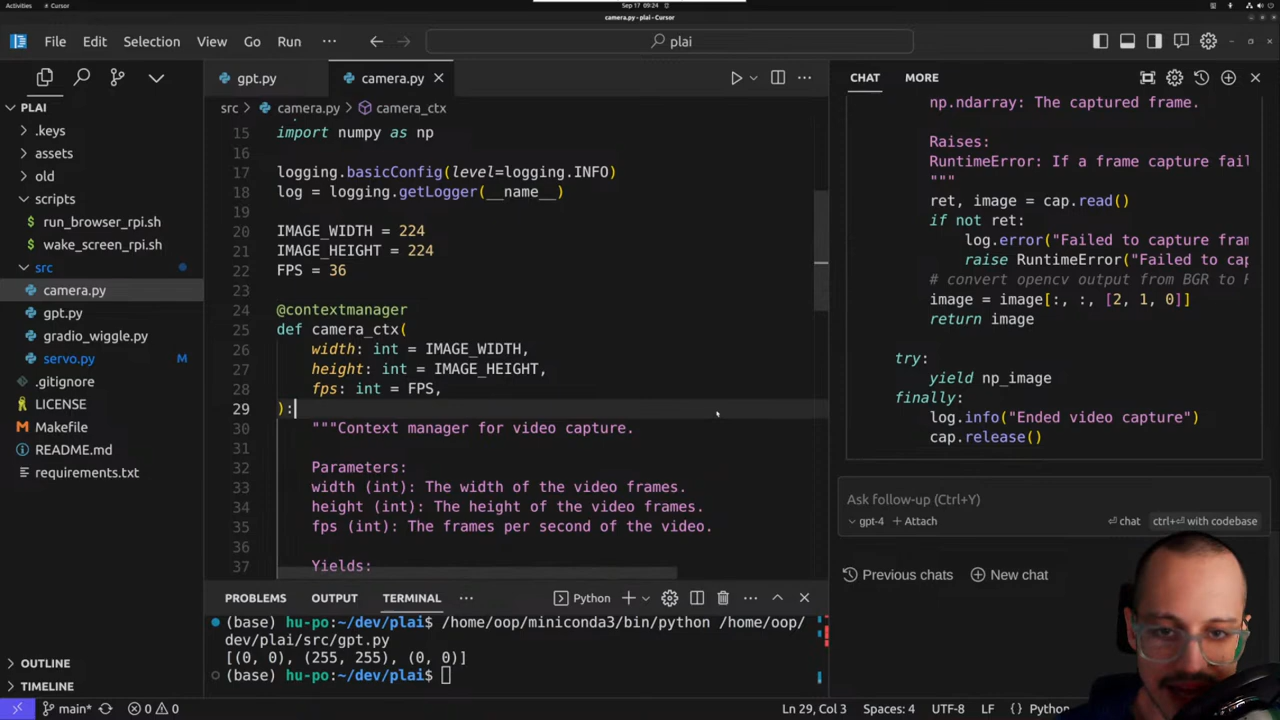 Activities
Cursor
Sep 17 09:24
camera.py - plai - Cursor
File Edit Selection View Go Run ···
plai
gpt.py
camera.py
CHAT
MORE
PLAI
.keys
assets
old
scripts
$ run_browser_rpi.sh
$ wake_screen_rpi.sh
src
camera.py
gpt.py
gradio_wiggle.py
servo.py M
.gitignore
LICENSE
Makefile
README.md
requirements.txt
OUTLINE
TIMELINE
src > camera.py > camera_ctx
15 import numpy as np
16
17 logging.basicConfig(level=logging.INFO)
18 log = logging.getLogger(__name__)
19
20 IMAGE_WIDTH = 224
21 IMAGE_HEIGHT = 224
22 FPS = 36
23
24 @contextmanager
25 def camera_ctx(
26 width: int = IMAGE_WIDTH,
27 height: int = IMAGE_HEIGHT,
28 fps: int = FPS,
29 ):
30 """Context manager for video capture.
31
32 Parameters:
33 width (int): The width of the video frames.
34 height (int): The height of the video frames.
35 fps (int): The frames per second of the video.
36
37 Yields:
PROBLEMS OUTPUT TERMINAL ···
Python
(base) hu-po:~/dev/plai$ /home/oop/miniconda3/bin/python /home/oop/
dev/plai/src/gpt.py
[(0, 0), (255, 255), (0, 0)]
(base) hu-po:~/dev/plai$
np.ndarray: The captured frame.
Raises:
RuntimeError: If a frame capture fail
"""
ret, image = cap.read()
if not ret:
log.error("Failed to capture fram
raise RuntimeError("Failed to cap
# convert opencv output from BGR to R
image = image[:, :, [2, 1, 0]]
return image
try:
yield np_image
finally:
log.info("Ended video capture")
cap.release()
Ask follow-up (Ctrl+Y)
gpt-4 + Attach
⏎ chat
ctrl+⏎ with codebase
Previous chats
New chat
main*
0 0
Ln 29, Col 3
Spaces: 4
UTF-8
LF
{ } Python